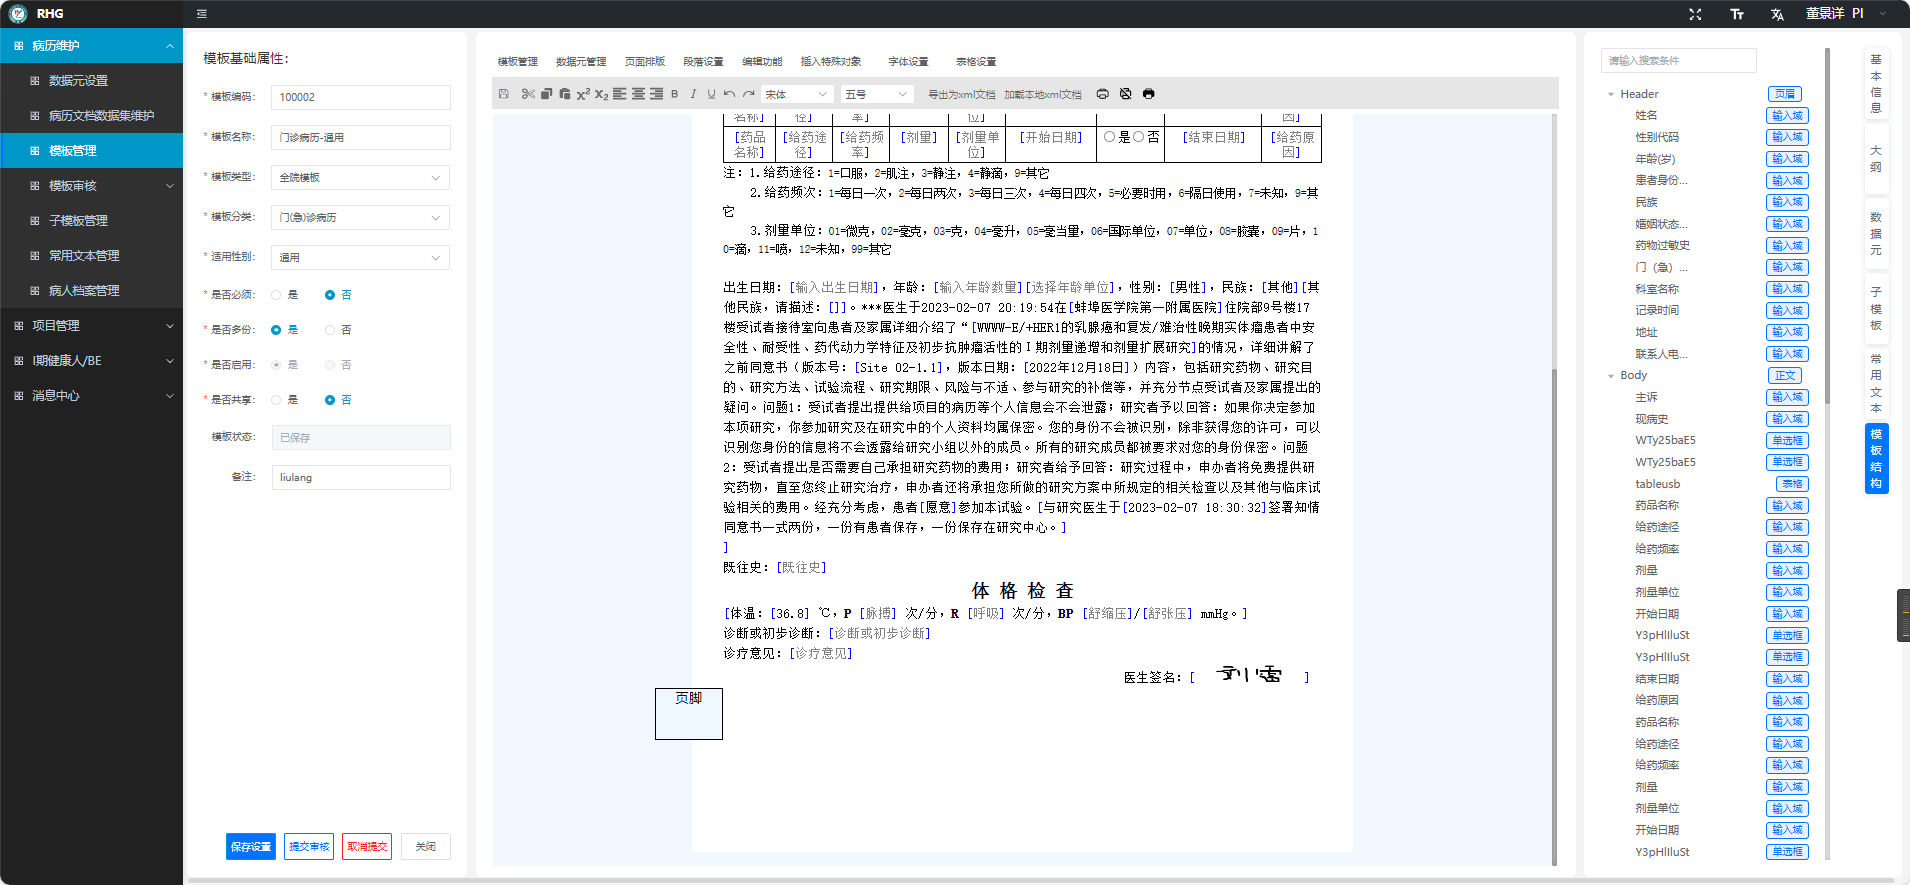 RHG
董景详 PI
病历维护
数据元设置
病历文档数据集维护
模板管理
模板审核
子模板管理
常用文本管理
病人档案管理
项目管理
I期健康人/BE
消息中心
模板基础属性：
* 模板编码： 100002
* 模板名称： 门诊病历-通用
* 模板类型： 全院模板
* 模板分类： 门(急)诊病历
* 适用性别： 通用
* 是否必须： 是 否
* 是否多份： 是 否
* 是否启用： 是 否
* 是否共享： 是 否
模板状态： 已保存
备注： liulang
保存设置 提交审核 取消提交 关闭
模板管理 数据元管理 页面排版 段落设置 编辑功能 插入特殊对象 字体设置 表格设置
宋体 五号 导出为xml文档 加载本地xml文档
名称] 径] 率] 位] 因]
[药品 [给药途 [给药频 [剂量] [剂量单 [开始日期] 是 否 [结束日期] [给药原
名称] 径] 率] 位] 因]
注：1.给药途径：1=口服，2=肌注，3=静注，4=静滴，9=其它
2.给药频次：1=每日一次，2=每日两次，3=每日三次，4=每日四次，5=必要时用，6=隔日使用，7=未知，9=其
它
3.剂量单位：01=微克，02=毫克，03=克，04=毫升，05=毫当量，06=国际单位，07=单位，08=胶囊，09=片，1
0=滴，11=喷，12=未知，99=其它
出生日期：[输入出生日期]，年龄：[输入年龄数量][选择年龄单位]，性别：[男性]，民族：[其他][其
他民族，请描述：[]]。***医生于2023-02-07 20:19:54在[蚌埠医学院第一附属医院]住院部9号楼17
楼受试者接待室向患者及家属详细介绍了“[WWWW-E/+HER1的乳腺癌和复发/难治性晚期实体瘤患者中安
全性、耐受性、药代动力学特征及初步抗肿瘤活性的Ⅰ期剂量递增和剂量扩展研究]的情况，详细讲解了
之前同意书（版本号：[Site 02-1.1]，版本日期：[2022年12月18日]）内容，包括研究药物、研究目
的、研究方法、试验流程、研究期限、风险与不适、参与研究的补偿等，并充分节点受试者及家属提出的
疑问。问题1：受试者提出提供给项目的病历等个人信息会不会泄露；研究者予以回答：如果你决定参加
本项研究，你参加研究及在研究中的个人资料均属保密。您的身份不会被识别，除非获得您的许可，可以
识别您身份的信息将不会透露给研究小组以外的成员。所有的研究成员都被要求对您的身份保密。问题
2：受试者提出是否需要自己承担研究药物的费用；研究者给予回答：研究过程中，申办者将免费提供研
究药物，直至您终止研究治疗，申办者还将承担您所做的研究方案中所规定的相关检查以及其他与临床试
验相关的费用。经充分考虑，患者[愿意]参加本试验。[与研究医生于[2023-02-07 18:30:32]签署知情
同意书一式两份，一份有患者保存，一份保存在研究中心。]
]
既往史：[既往史]
体 格 检 查
[体温：[36.8] ℃，P [脉搏] 次/分，R [呼吸] 次/分，BP [舒缩压]/[舒张压] mmHg。]
诊断或初步诊断：[诊断或初步诊断]
诊疗意见：[诊疗意见]
医生签名：[ ]
页脚
请输入搜索条件
Header 页眉
姓名 输入域
性别代码 输入域
年龄(岁) 输入域
患者身份... 输入域
民族 输入域
婚姻状态... 输入域
药物过敏史 输入域
门（急）... 输入域
科室名称 输入域
记录时间 输入域
地址 输入域
联系人电... 输入域
Body 正文
主诉 输入域
现病史 输入域
WTy25baE5 单选框
WTy25baE5 单选框
tableusb 表格
药品名称 输入域
给药途径 输入域
给药频率 输入域
剂量 输入域
剂量单位 输入域
开始日期 输入域
Y3pHlIluSt 单选框
Y3pHlIluSt 单选框
结束日期 输入域
给药原因 输入域
药品名称 输入域
给药途径 输入域
给药频率 输入域
剂量 输入域
剂量单位 输入域
开始日期 输入域
Y3pHlIluSt 单选框
基本信息
大纲
数据元
子模板
常用文本
模板结构